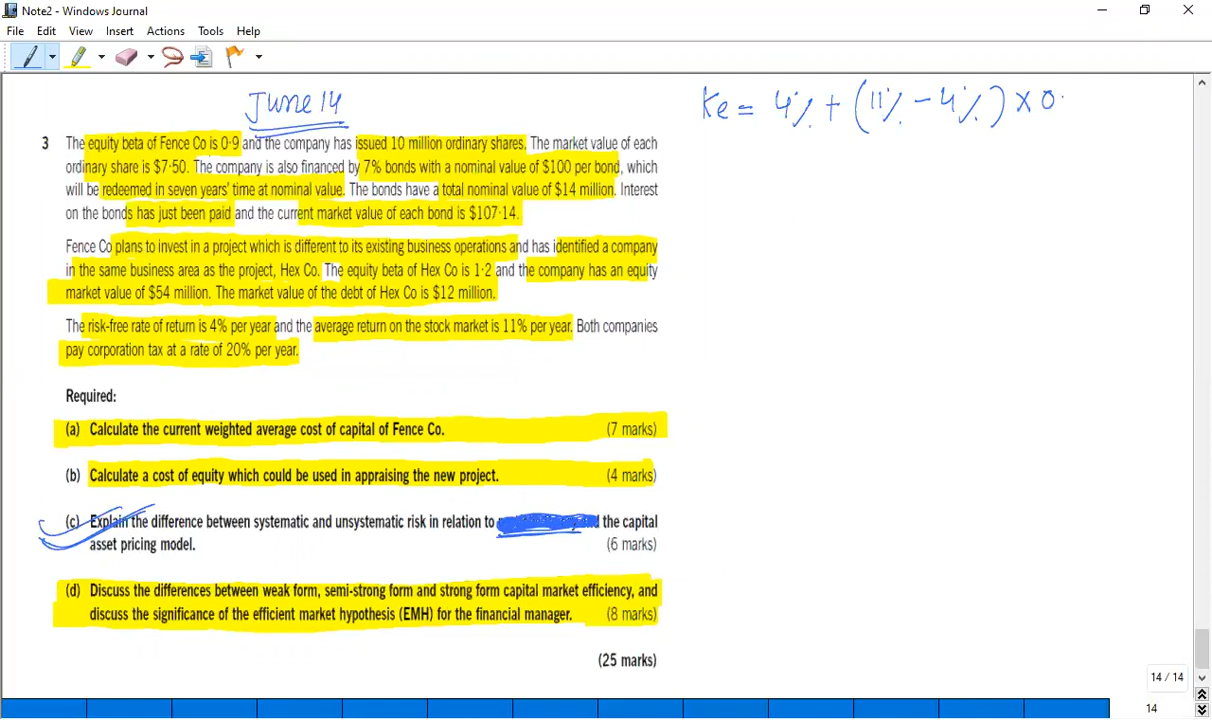 Note2 - Windows Journal
File Edit View Insert Actions Tools Help
June 14
Ke = 4% + (11% - 4%) × 0.
3 The equity beta of Fence Co is 0·9 and the company has issued 10 million ordinary shares. The market value of each
ordinary share is $7·50. The company is also financed by 7% bonds with a nominal value of $100 per bond, which
will be redeemed in seven years' time at nominal value. The bonds have a total nominal value of $14 million. Interest
on the bonds has just been paid and the current market value of each bond is $107·14.
Fence Co plans to invest in a project which is different to its existing business operations and has identified a company
in the same business area as the project, Hex Co. The equity beta of Hex Co is 1·2 and the company has an equity
market value of $54 million. The market value of the debt of Hex Co is $12 million.
The risk-free rate of return is 4% per year and the average return on the stock market is 11% per year. Both companies
pay corporation tax at a rate of 20% per year.
Required:
(a) Calculate the current weighted average cost of capital of Fence Co. (7 marks)
(b) Calculate a cost of equity which could be used in appraising the new project. (4 marks)
(c) Explain the difference between systematic and unsystematic risk in relation to the capital
asset pricing model. (6 marks)
(d) Discuss the differences between weak form, semi-strong form and strong form capital market efficiency, and
discuss the significance of the efficient market hypothesis (EMH) for the financial manager. (8 marks)
(25 marks)
14 / 14
14